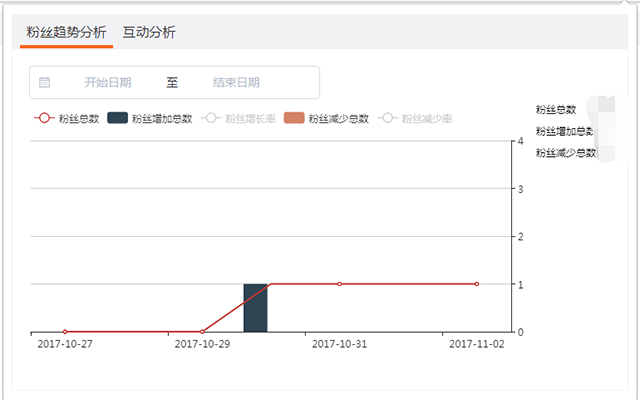 粉丝趋势分析 互动分析
开始日期 至 结束日期
粉丝总数 粉丝增加总数 粉丝增长率 粉丝减少总数 粉丝减少率
粉丝总数
粉丝增加总数
粉丝减少总数
4
3
2
1
0
2017-10-27 2017-10-29 2017-10-31 2017-11-02